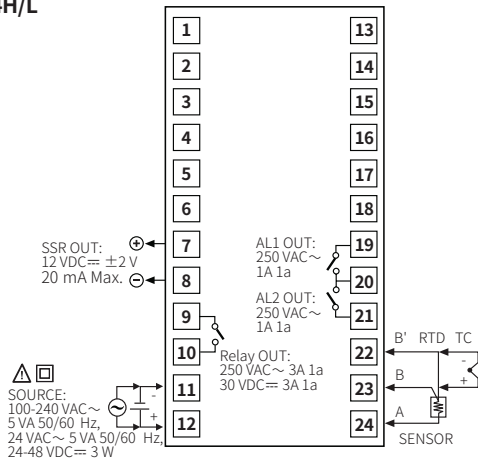 4H/L
1
13
2
14
3
15
4
16
5
17
6
18
SSR OUT:
12 VDC⎓ ±2 V
20 mA Max.
+
-
7
8
AL1 OUT:
250 VAC～
1A 1a
19
20
AL2 OUT:
250 VAC～
1A 1a
21
9
10
Relay OUT:
250 VAC～ 3A 1a
30 VDC⎓ 3A 1a
B' RTD TC
22
-
+
B
23
A
24
SENSOR
SOURCE:
100-240 VAC～
5 VA 50/60 Hz,
24 VAC～ 5 VA 50/60 Hz,
24-48 VDC⎓ 3 W
-
+
11
12